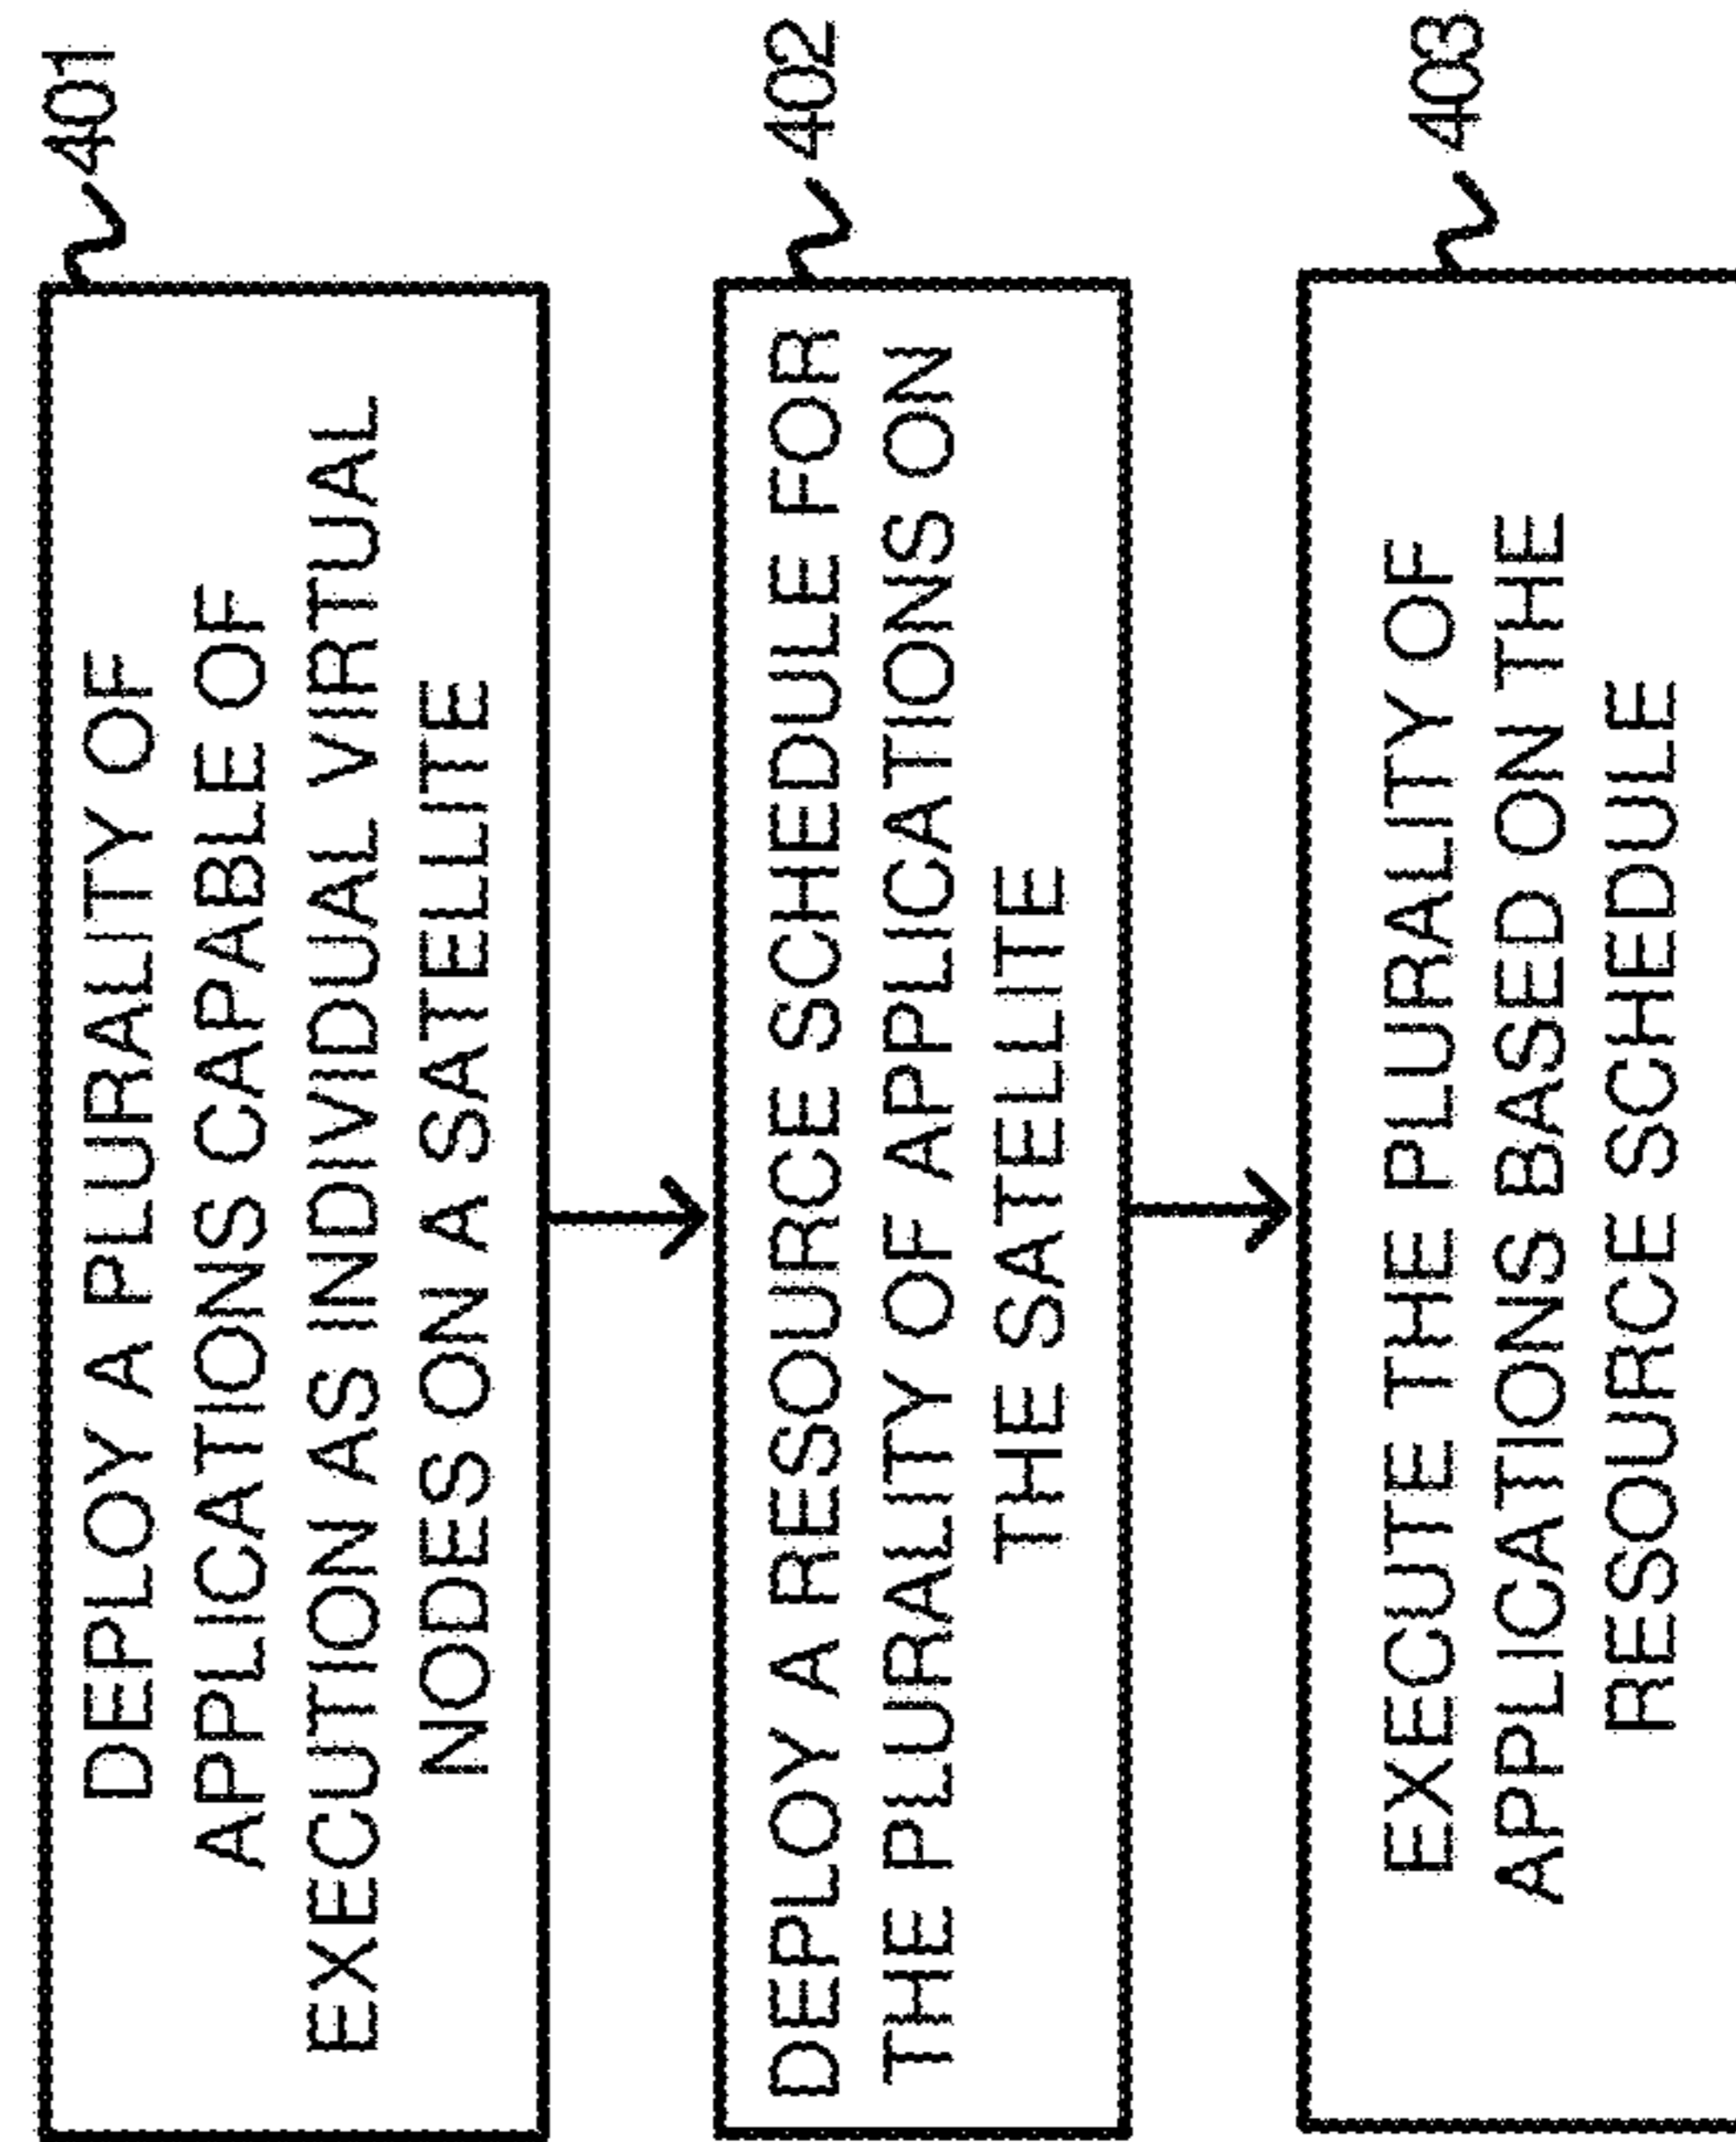 401
DEPLOY A PLURALITY OF
APPLICATIONS CAPABLE OF
EXECUTION AS INDIVIDUAL VIRTUAL
NODES ON A SATELLITE
402
DEPLOY A RESOURCE SCHEDULE FOR
THE PLURALITY OF APPLICATIONS ON
THE SATELLITE
403
EXECUTE THE PLURALITY OF
APPLICATIONS BASED ON THE
RESOURCE SCHEDULE